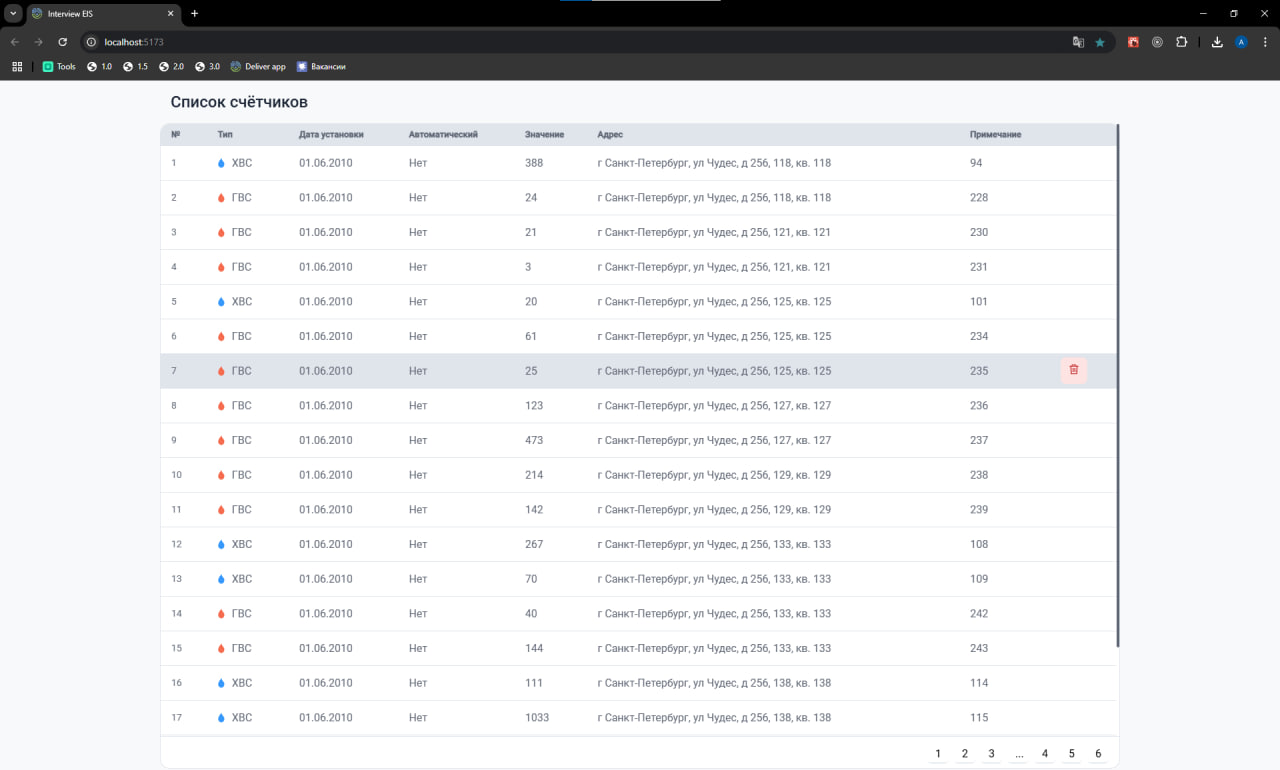 Interview EIS
localhost:5173
Tools 1.0 1.5 2.0 3.0 Deliver app Вакансии
Список счётчиков
№ Тип Дата установки Автоматический Значение Адрес Примечание
1 ХВС 01.06.2010 Нет 388 г Санкт-Петербург, ул Чудес, д 256, 118, кв. 118 94
2 ГВС 01.06.2010 Нет 24 г Санкт-Петербург, ул Чудес, д 256, 118, кв. 118 228
3 ГВС 01.06.2010 Нет 21 г Санкт-Петербург, ул Чудес, д 256, 121, кв. 121 230
4 ГВС 01.06.2010 Нет 3 г Санкт-Петербург, ул Чудес, д 256, 121, кв. 121 231
5 ХВС 01.06.2010 Нет 20 г Санкт-Петербург, ул Чудес, д 256, 125, кв. 125 101
6 ГВС 01.06.2010 Нет 61 г Санкт-Петербург, ул Чудес, д 256, 125, кв. 125 234
7 ГВС 01.06.2010 Нет 25 г Санкт-Петербург, ул Чудес, д 256, 125, кв. 125 235
8 ГВС 01.06.2010 Нет 123 г Санкт-Петербург, ул Чудес, д 256, 127, кв. 127 236
9 ГВС 01.06.2010 Нет 473 г Санкт-Петербург, ул Чудес, д 256, 127, кв. 127 237
10 ГВС 01.06.2010 Нет 214 г Санкт-Петербург, ул Чудес, д 256, 129, кв. 129 238
11 ГВС 01.06.2010 Нет 142 г Санкт-Петербург, ул Чудес, д 256, 129, кв. 129 239
12 ХВС 01.06.2010 Нет 267 г Санкт-Петербург, ул Чудес, д 256, 133, кв. 133 108
13 ХВС 01.06.2010 Нет 70 г Санкт-Петербург, ул Чудес, д 256, 133, кв. 133 109
14 ГВС 01.06.2010 Нет 40 г Санкт-Петербург, ул Чудес, д 256, 133, кв. 133 242
15 ГВС 01.06.2010 Нет 144 г Санкт-Петербург, ул Чудес, д 256, 133, кв. 133 243
16 ХВС 01.06.2010 Нет 111 г Санкт-Петербург, ул Чудес, д 256, 138, кв. 138 114
17 ХВС 01.06.2010 Нет 1033 г Санкт-Петербург, ул Чудес, д 256, 138, кв. 138 115
1 2 3 ... 4 5 6